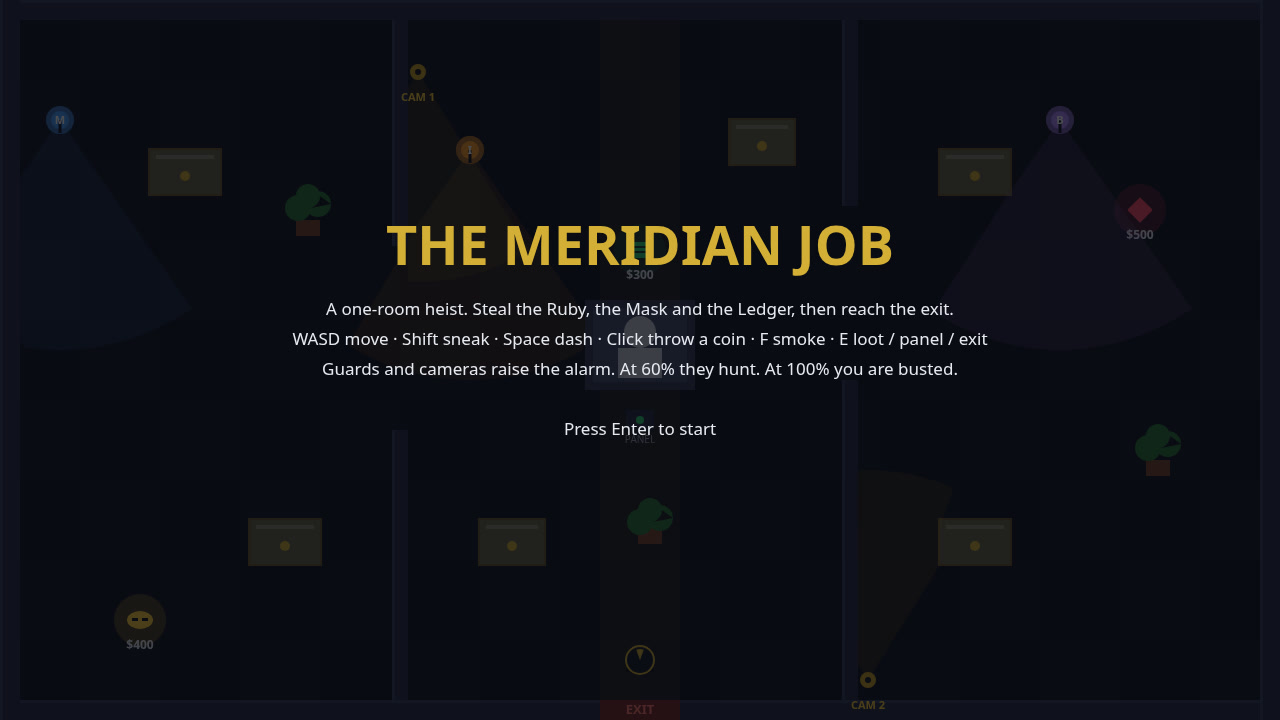 CAM 1
M
B
$500
THE MERIDIAN JOB
$300
A one-room heist. Steal the Ruby, the Mask and the Ledger, then reach the exit.
WASD move · Shift sneak · Space dash · Click throw a coin · F smoke · E loot / panel / exit
Guards and cameras raise the alarm. At 60% they hunt. At 100% you are busted.
Press Enter to start
PANEL
$400
CAM 2
EXIT